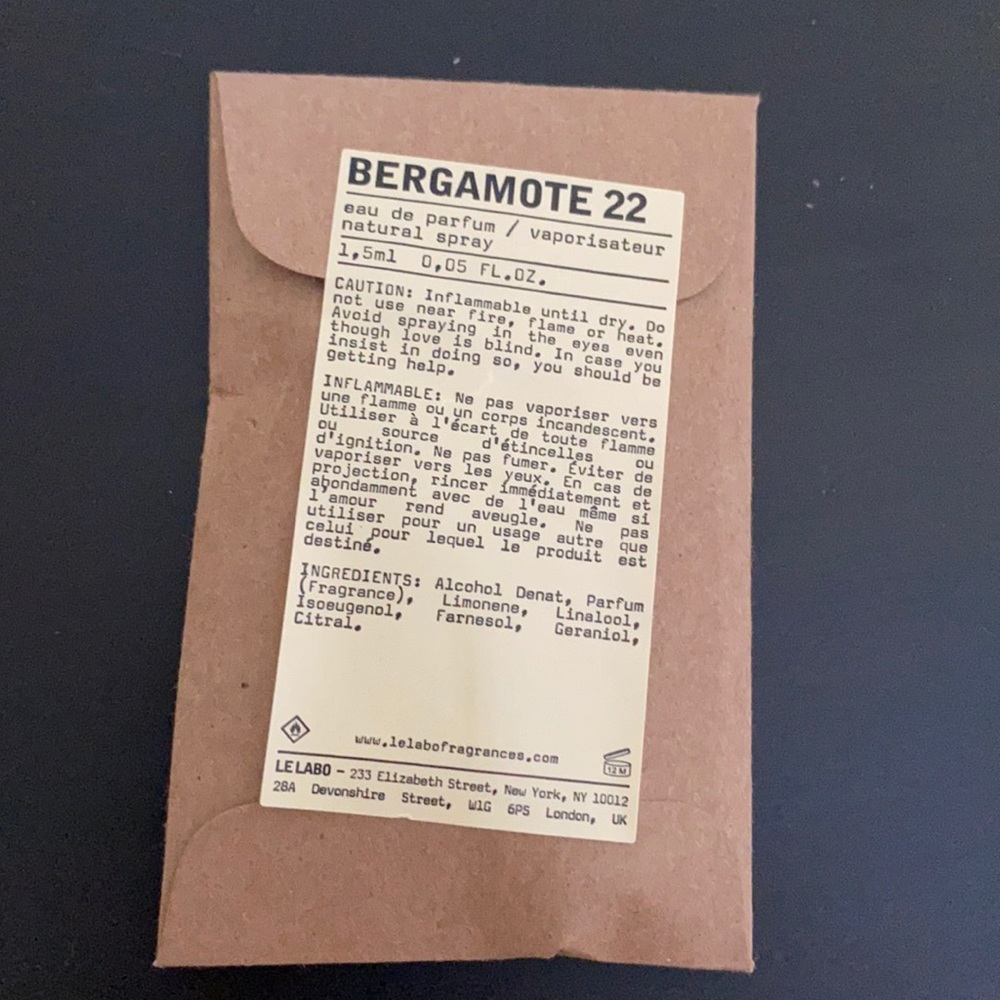 BERGAMOTE 22
eau de parfum / vaporisateur
natural spray
1,5ml 0,05 FL.OZ.
CAUTION: Inflammable until dry. Do
not use near fire, flame or heat.
Avoid spraying in the eyes even
though love is blind. In case you
insist in doing so, you should be
getting help.
INFLAMMABLE: Ne pas vaporiser vers
une flamme ou un corps incandescent.
Utiliser à l'écart de toute flamme
ou source d'étincelles ou
d'ignition. Ne pas fumer. Éviter de
vaporiser vers les yeux. En cas de
projection, rincer immédiatement et
abondamment avec de l'eau même si
l'amour rend aveugle. Ne pas
utiliser pour un usage autre que
celui pour lequel le produit est
destiné.
INGREDIENTS: Alcohol Denat, Parfum
(Fragrance), Limonene, Linalool,
Isoeugenol, Farnesol, Geraniol,
Citral.
www.lelabofragrances.com
12 M
LE LABO - 233 Elizabeth Street, New York, NY 10012
28A Devonshire Street, W1G 6PS London, UK